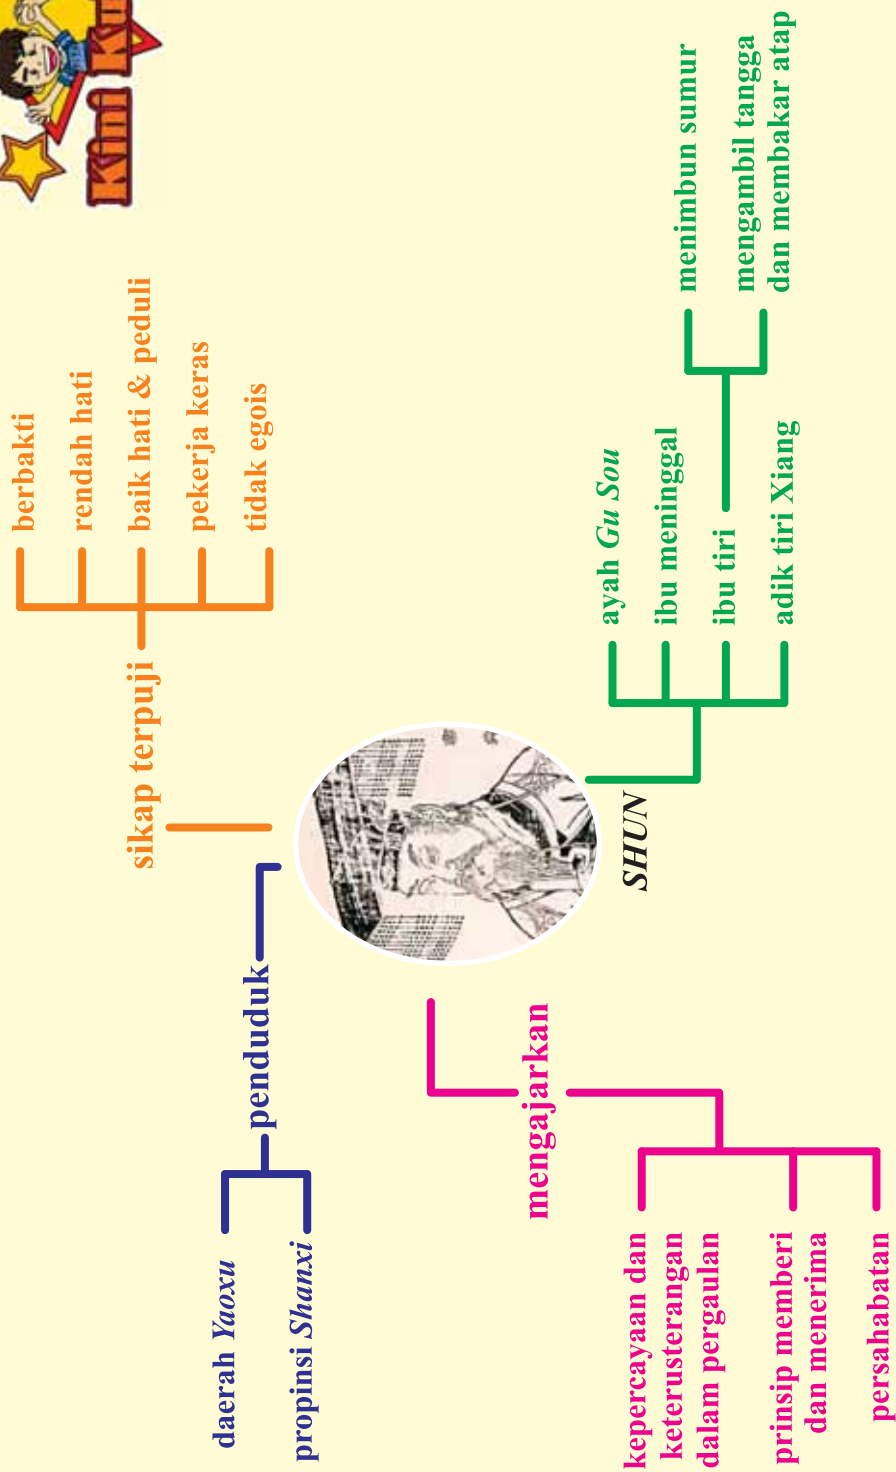 Kini Ku
sikap terpuji
berbakti
rendah hati
baik hati & peduli
pekerja keras
tidak egois
penduduk
daerah Yaoxu
propinsi Shanxi
SHUN
ayah Gu Sou
ibu meninggal
ibu tiri
adik tiri Xiang
menimbun sumur
mengambil tangga
dan membakar atap
mengajarkan
kepercayaan dan
keterusterangan
dalam pergaulan
prinsip memberi
dan menerima
persahabatan